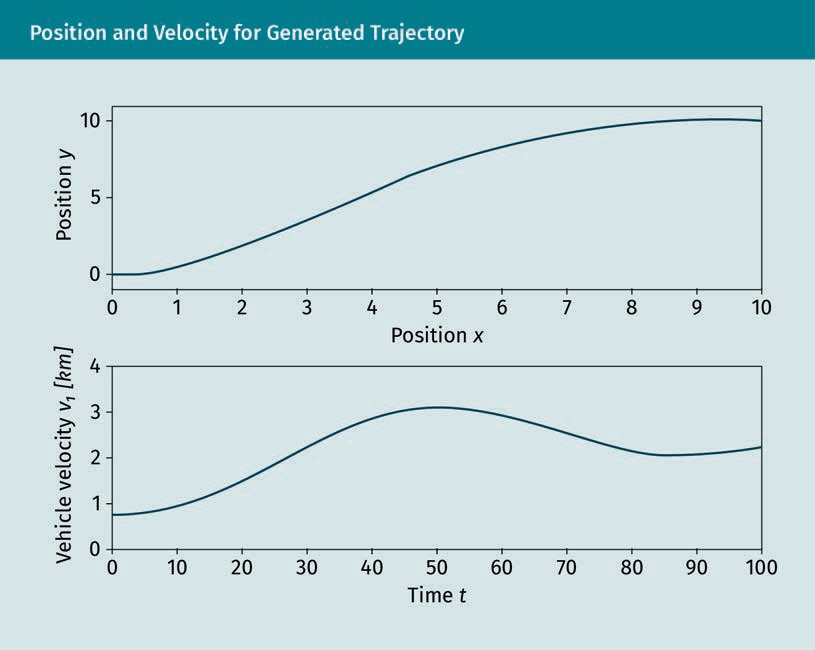 Position and Velocity for Generated Trajectory
Position y
10
5
0
0 1 2 3 4 5 6 7 8 9 10
Position x
Vehicle velocity v₁ [km]
4
3
2
1
0
0 10 20 30 40 50 60 70 80 90 100
Time t